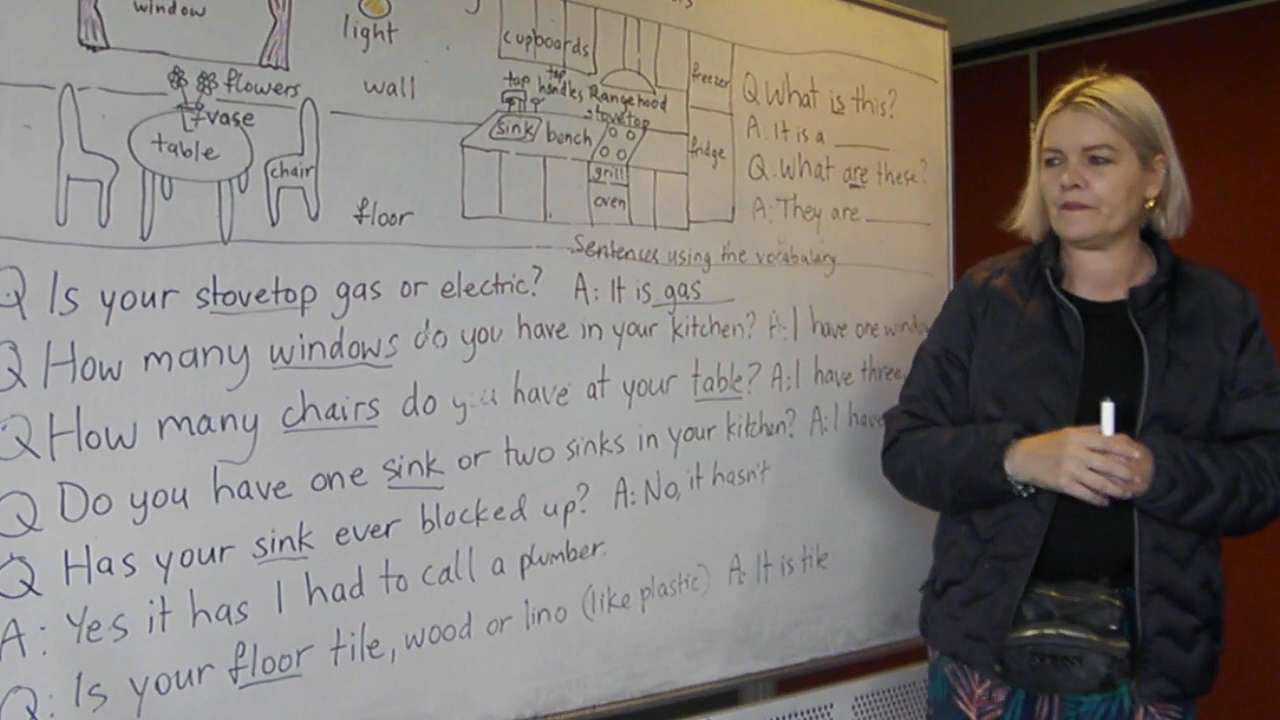 window
light
cupboards
freezer
flowers
wall
tap
tap
handles
Rangehood
stovetop
vase
table
sink
bench
fridge
chair
grill
oven
floor
Q What is this?
A: It is a ____
Q: What are these?
A: They are ____
Sentences using the vocabulary
Q Is your stovetop gas or electric? A: It is gas
Q How many windows do you have in your kitchen? A: I have one
Q How many chairs do you have at your table? A: I have three
Q Do you have one sink or two sinks in your kitchen? A: I have
Q Has your sink ever blocked up? A: No, it hasn't
A: Yes it has I had to call a plumber.
Q: Is your floor tile, wood or lino (like plastic) A: It is tile